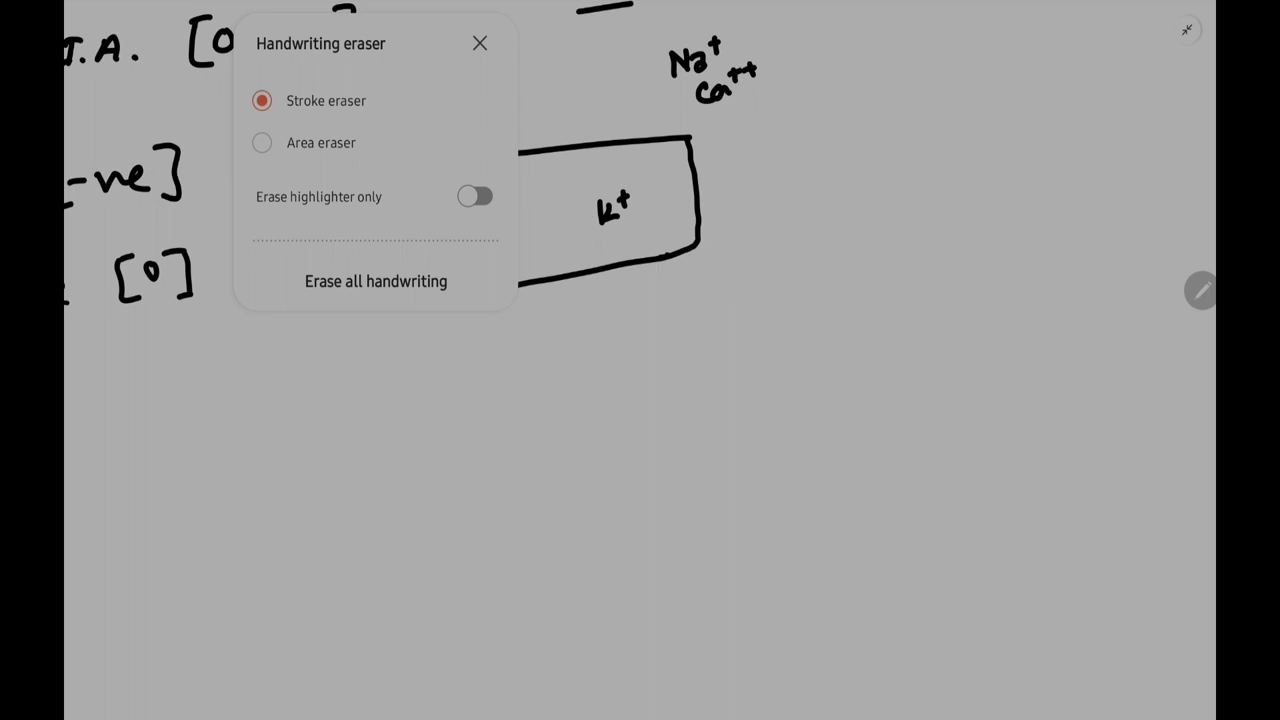 J.A. [0
Handwriting eraser
Stroke eraser
Area eraser
Erase highlighter only
Erase all handwriting
-ve]
[0]
Na+
Ca++
K+